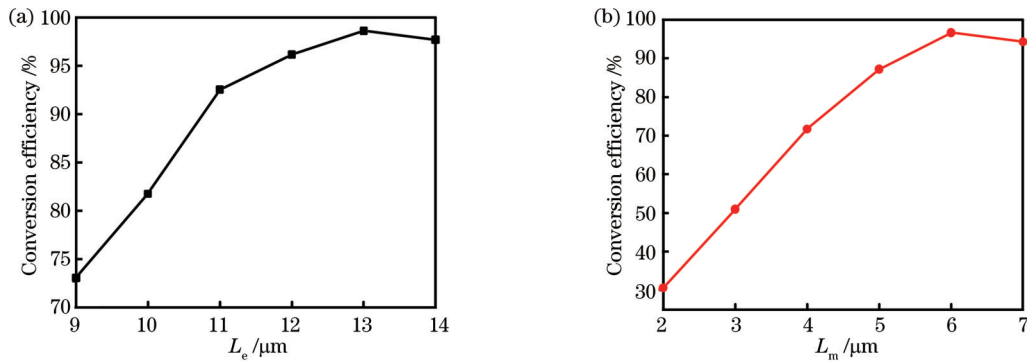 (a)
Conversion efficiency /%
100
95
90
85
80
75
70
9 10 11 12 13 14
Le /μm
(b)
Conversion efficiency /%
100
90
80
70
60
50
40
30
2 3 4 5 6 7
Lm /μm